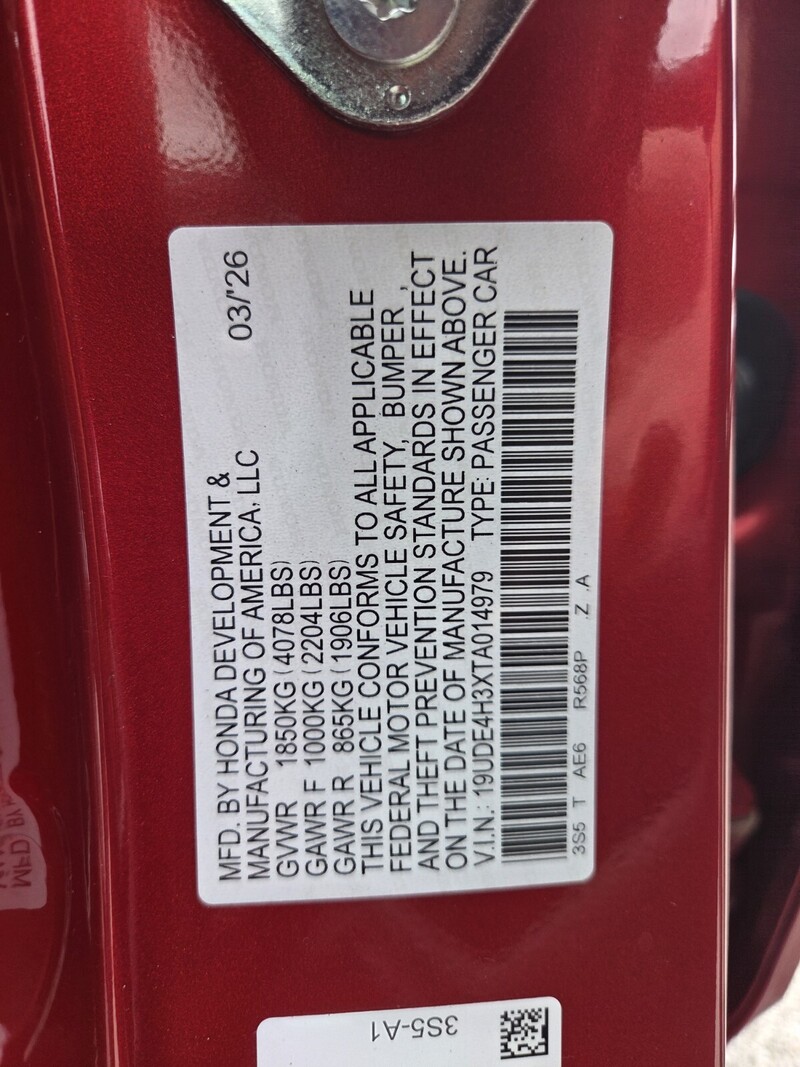 MFD. BY HONDA DEVELOPMENT &
MANUFACTURING OF AMERICA, LLC 03/'26
GVWR 1850KG (4078LBS)
GAWR F 1000KG (2204LBS)
GAWR R 865KG (1906LBS)
THIS VEHICLE CONFORMS TO ALL APPLICABLE
FEDERAL MOTOR VEHICLE SAFETY, BUMPER ,
AND THEFT PREVENTION STANDARDS IN EFFECT
ON THE DATE OF MANUFACTURE SHOWN ABOVE.
V.I.N.: 19UDE4H3XTA014979 TYPE: PASSENGER CAR
3S5 T AE6 R568P .Z .A
3S5-A1